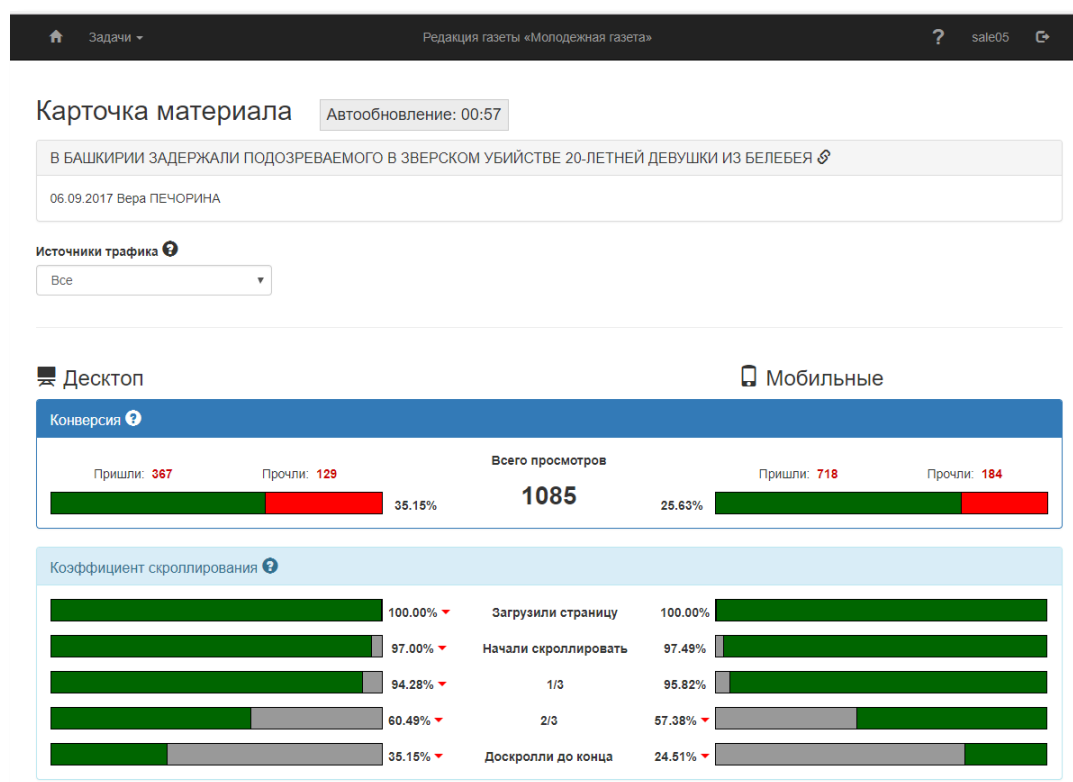 Задачи Редакция газеты «Молодежная газета» ? sale05
Карточка материала Автообновление: 00:57
В БАШКИРИИ ЗАДЕРЖАЛИ ПОДОЗРЕВАЕМОГО В ЗВЕРСКОМ УБИЙСТВЕ 20-ЛЕТНЕЙ ДЕВУШКИ ИЗ БЕЛЕБЕЯ
06.09.2017 Вера ПЕЧОРИНА
Источники трафика ?
Все
Десктоп Мобильные
Конверсия ?
Всего просмотров
Пришли: 367 Прочли: 129 Пришли: 718 Прочли: 184
35.15% 1085 25.63%
Коэффициент скроллирования ?
100.00% Загрузили страницу 100.00%
97.00% Начали скроллировать 97.49%
94.28% 1/3 95.82%
60.49% 2/3 57.38%
35.15% Доскролли до конца 24.51%